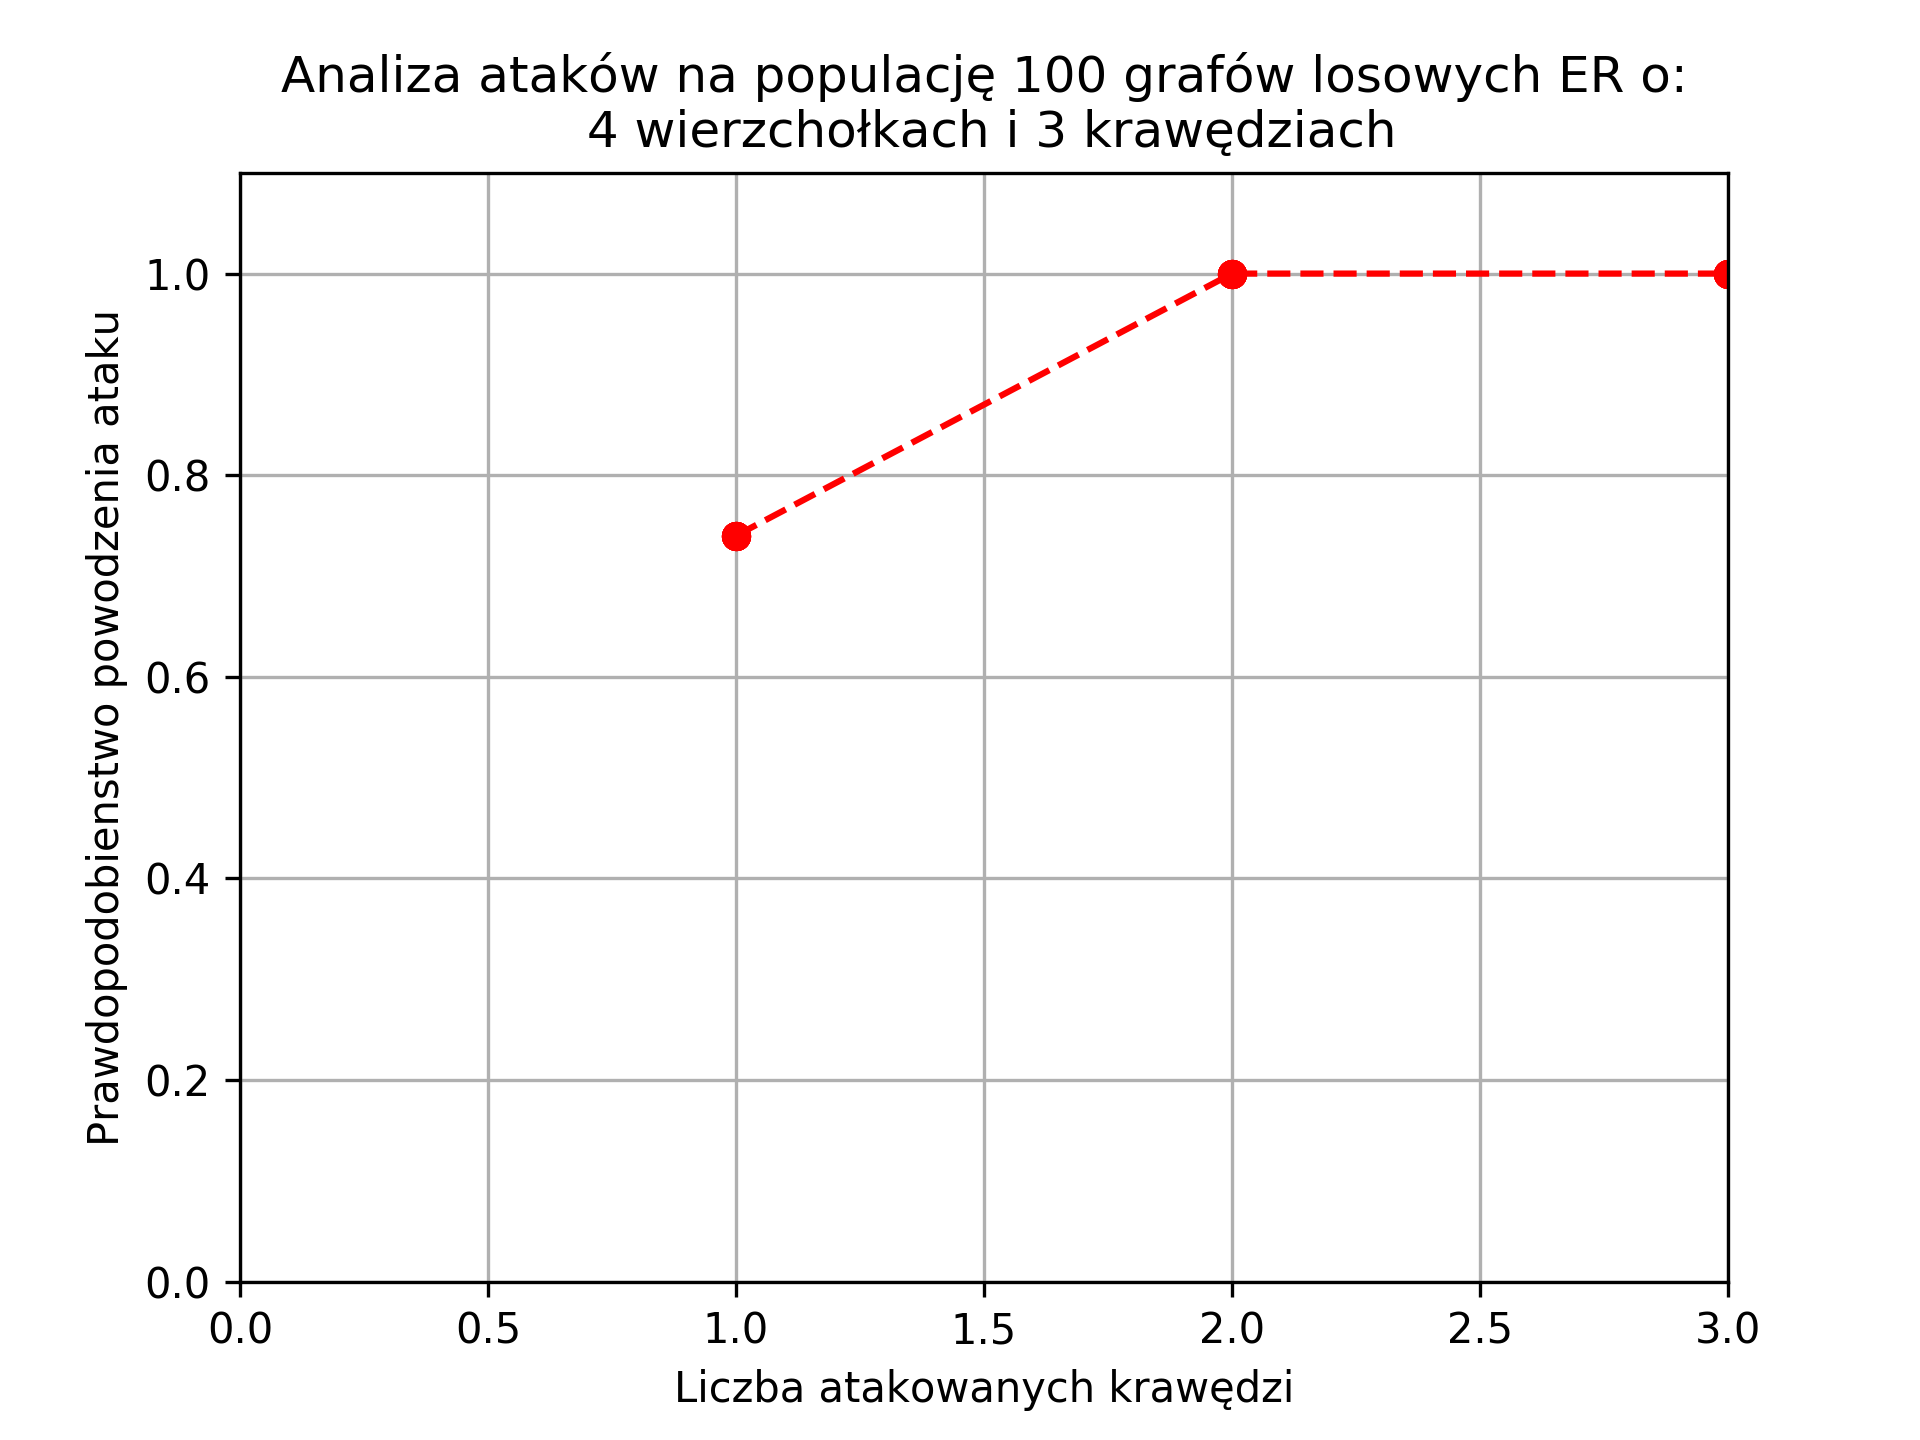 Analiza ataków na populację 100 grafów losowych ER o:
4 wierzchołkach i 3 krawędziach
Prawdopodobienstwo powodzenia ataku
1.0
0.8
0.6
0.4
0.2
0.0
0.0 0.5 1.0 1.5 2.0 2.5 3.0
Liczba atakowanych krawędzi